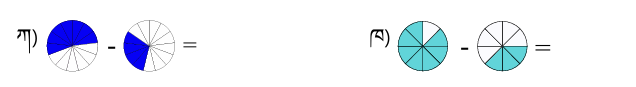 ཀ) - =
ཁ) - =